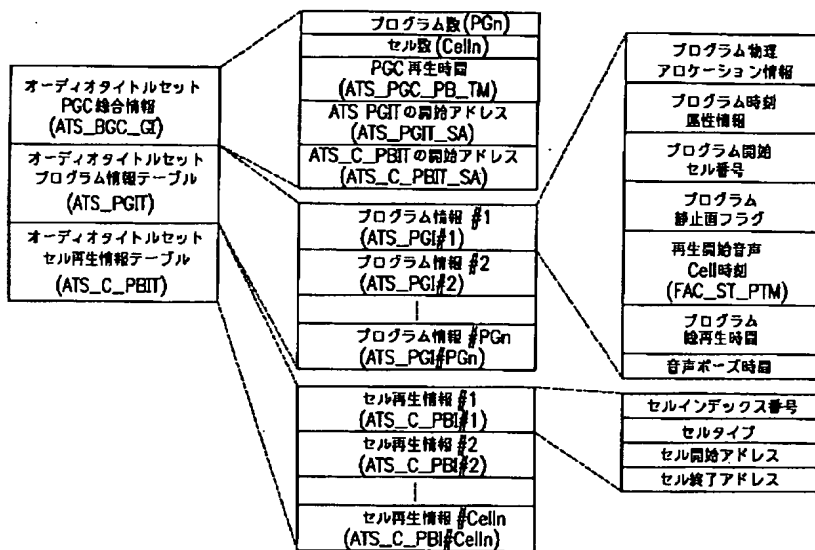 オーディオタイトルセット
PGC 総合情報
(ATS_BGC_GI)
オーディオタイトルセット
プログラム情報テーブル
(ATS_PGIT)
オーディオタイトルセット
セル再生情報テーブル
(ATS_C_PBIT)
プログラム数 (PGn)
セル数 (Celln)
PGC 再生時間
(ATS_PGC_PB_TM)
ATS PGITの開始アドレス
(ATS_PGIT_SA)
ATS_C_PBITの開始アドレス
(ATS_C_PBIT_SA)
プログラム情報 #1
(ATS_PGI#1)
プログラム情報 #2
(ATS_PGI#2)
プログラム情報 #PGn
(ATS_PGI#PGn)
セル再生情報 #1
(ATS_C_PBI#1)
セル再生情報 #2
(ATS_C_PBI#2)
セル再生情報 #Celln
(ATS_C_PBI#Celln)
プログラム物理
アロケーション情報
プログラム時刻
属性情報
プログラム開始
セル番号
プログラム
静止画フラグ
再生開始音声
Cell時刻
(FAC_ST_PTM)
プログラム
総再生時間
音声ポーズ時間
セルインデックス番号
セルタイプ
セル開始アドレス
セル終了アドレス